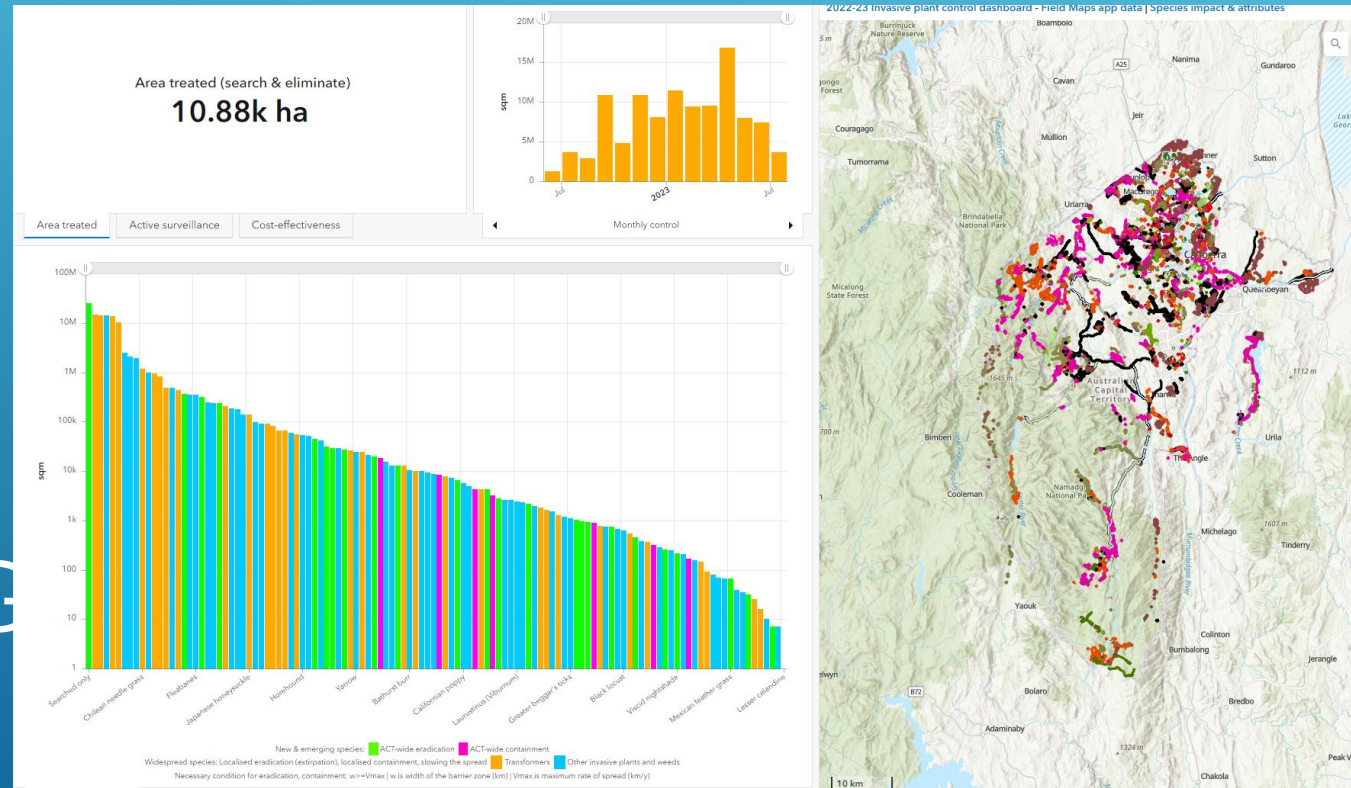 2022-23 Invasive plant control dashboard - Field Maps app data | Species impact & attributes
Area treated (search & eliminate)
10.88k ha
20M
15M
10M
5M
0
sqm
Jul
2023
Jul
Monthly control
Area treated
Active surveillance
Cost-effectiveness
100M
10M
1M
100k
10k
1k
100
10
1
sqm
Searched only
Chilean needle grass
Fleabanes
Japanese honeysuckle
Horehound
Yarrow
Bathurst burr
Californian poppy
Laurustinus (Viburnum)
Greater beggar's ticks
Black locust
Viscid nightshade
Mexican feather grass
Lesser celandine
New & emerging species: ACT-wide eradication ACT-wide containment
Widespread species: Localised eradication (extirpation), localised containment, slowing the spread Transformers Other invasive plants and weeds
Necessary condition for eradication, containment: w>=Vmax | w is width of the barrier zone (km) | Vmax is maximum rate of spread (km/y)
Burrinjuck
Nature Reserve
Boambolo
A25
Nanima
Gundaroo
Cavan
Jeir
Couragago
Mullion
Tumorrama
Sutton
Uriarra
Brindabella
National Park
Micalong
State Forest
1645 m
Australian
Capital
Territory
1112 m
Bimberi
Urila
Cooleman
Namadgi
Michelago
1607 m
Tinderry
Murrumbidgee River
Yaouk
Colinton
Bumbalong
Jerangle
B72
Bolaro
Bredbo
Adaminaby
1324 m
Chakola
Peak V
10 km